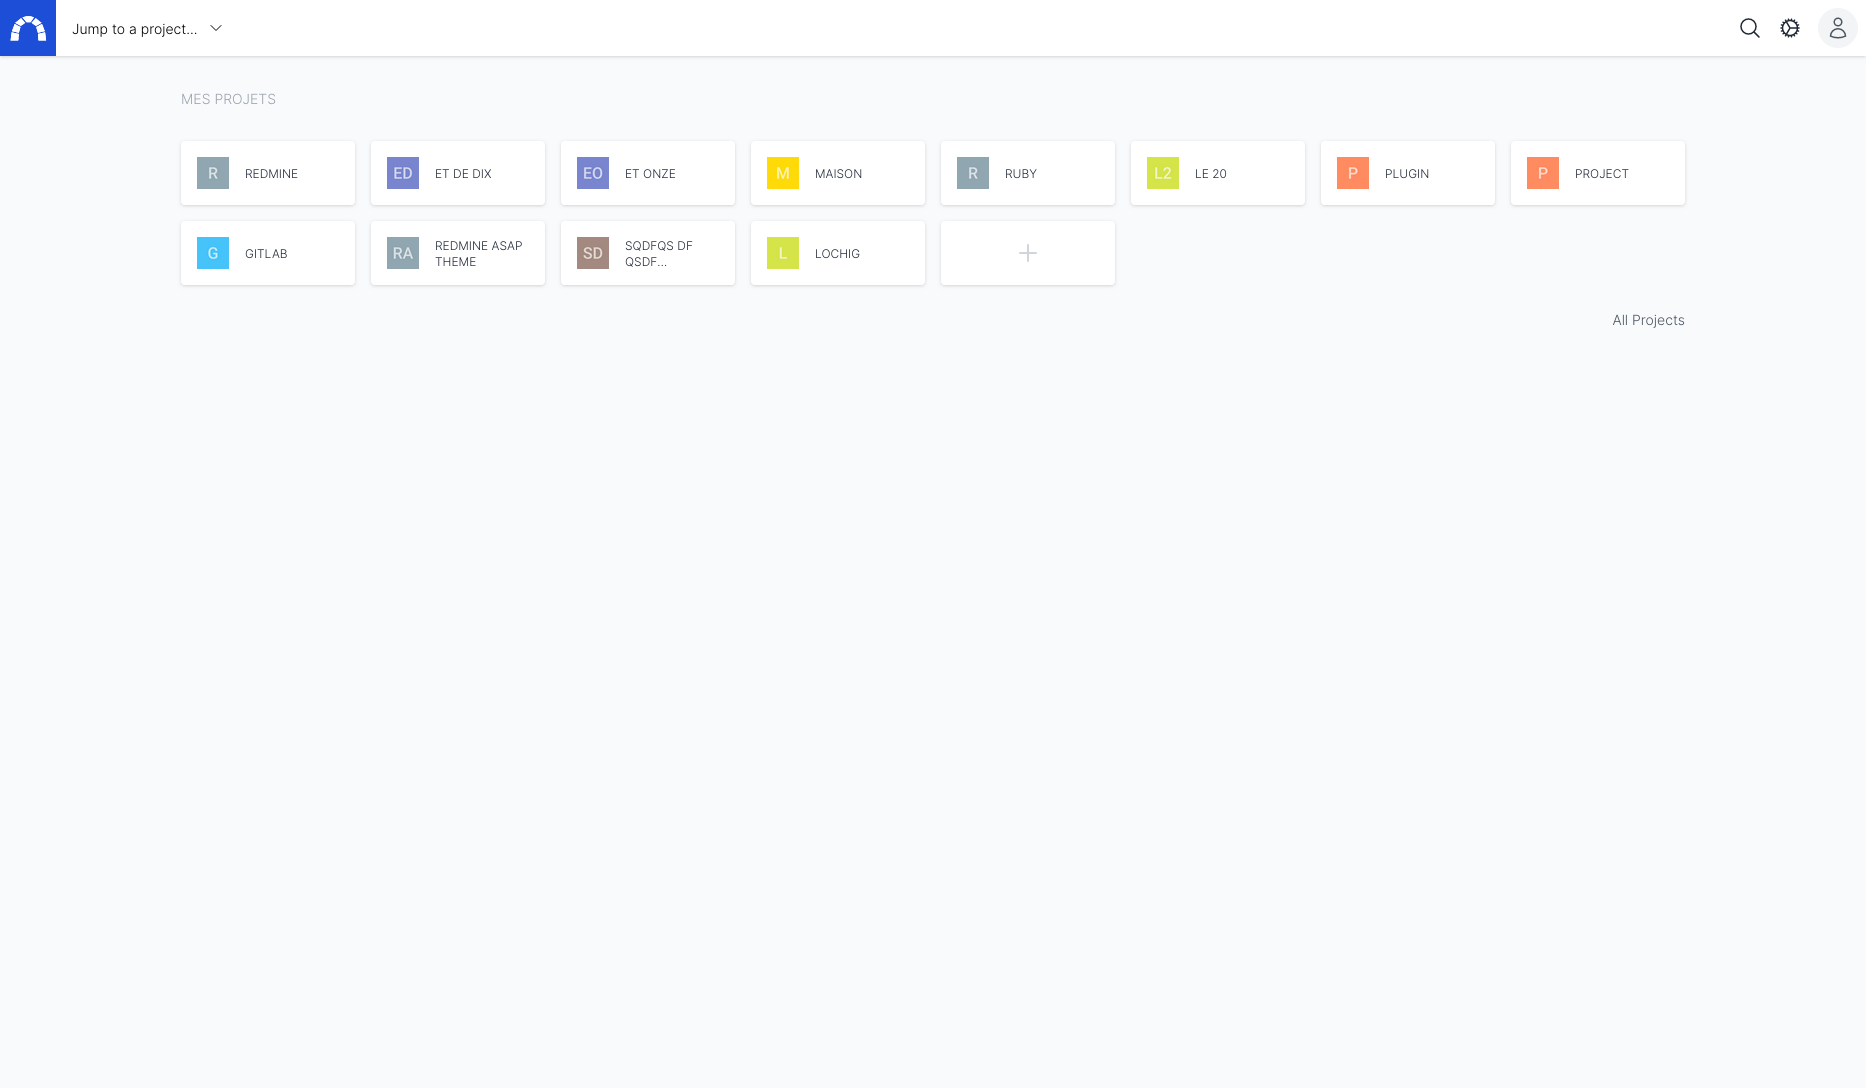 Jump to a project...
MES PROJETS
R REDMINE
ED ET DE DIX
EO ET ONZE
M MAISON
R RUBY
L2 LE 20
P PLUGIN
P PROJECT
G GITLAB
RA REDMINE ASAP
THEME
SD SQDFQS DF
QSDF...
L LOCHIG
All Projects